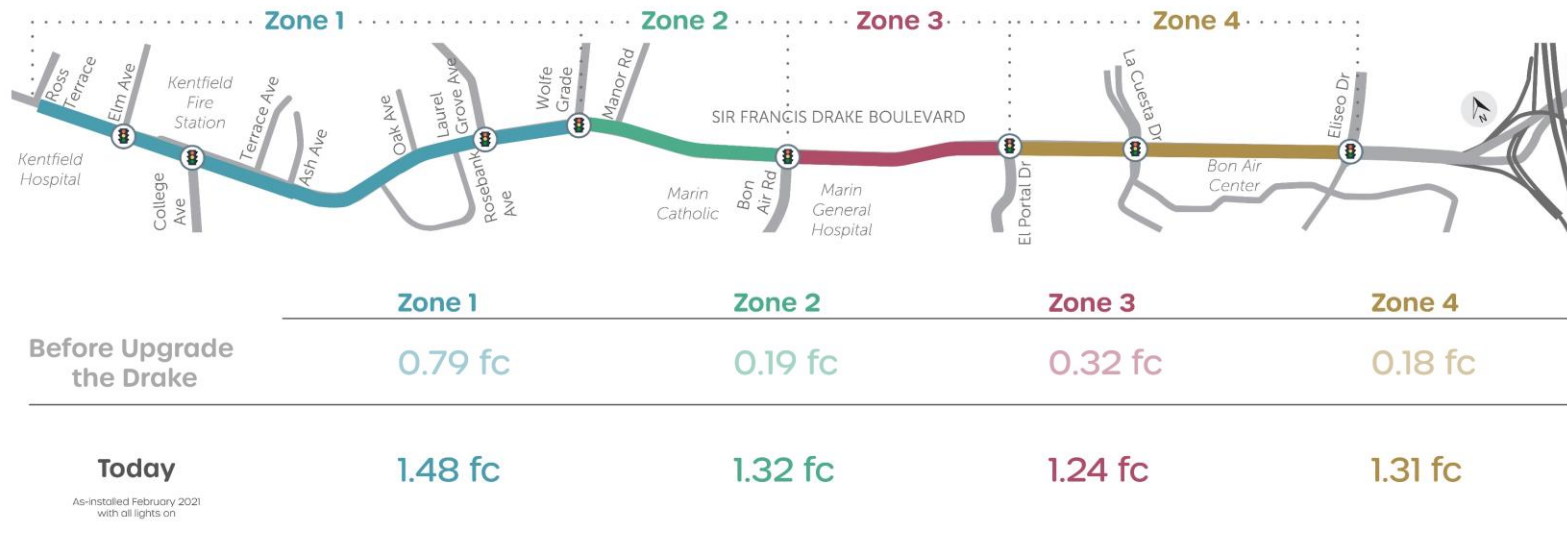 Zone 1
Zone 2
Zone 3
Zone 4
Ross
Terrace
Elm Ave
Kentfield
Fire
Station
Terrace Ave
Ash Ave
Oak Ave
Laurel
Grove Ave
Wolfe
Grade
Manor Rd
SIR FRANCIS DRAKE BOULEVARD
La Cuesta Dr
Eliseo Dr
N
Kentfield
Hospital
College
Ave
Rosebank
Ave
Marin
Catholic
Bon
Air Rd
Marin
General
Hospital
El Portal Dr
Bon Air
Center
Zone 1 Zone 2 Zone 3 Zone 4
Before Upgrade
the Drake
0.79 fc 0.19 fc 0.32 fc 0.18 fc
Today
As-installed February 2021
with all lights on
1.48 fc 1.32 fc 1.24 fc 1.31 fc